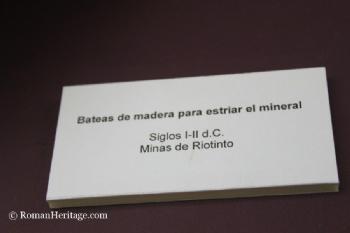 Bateas de madera para estriar el mineral
Siglos I-II d.C.
Minas de Riotinto
© RomanHeritage.com